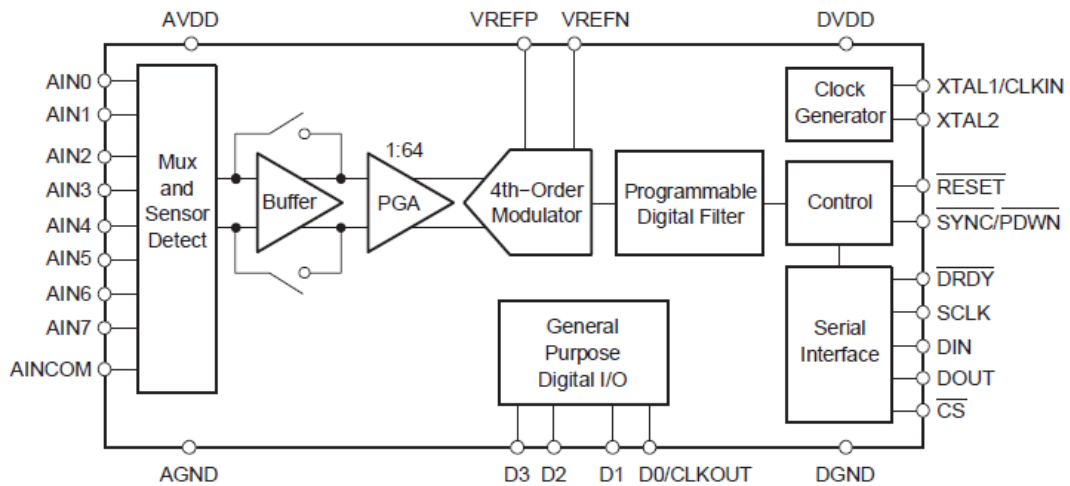 AVDD
VREFP
VREFN
DVDD
AIN0
AIN1
AIN2
AIN3
AIN4
AIN5
AIN6
AIN7
AINCOM
Mux
and
Sensor
Detect
Buffer
1:64
PGA
4th−Order
Modulator
Programmable
Digital Filter
Clock
Generator
Control
Serial
Interface
General
Purpose
Digital I/O
XTAL1/CLKIN
XTAL2
RESET
SYNC/PDWN
DRDY
SCLK
DIN
DOUT
CS
AGND
D3
D2
D1
D0/CLKOUT
DGND